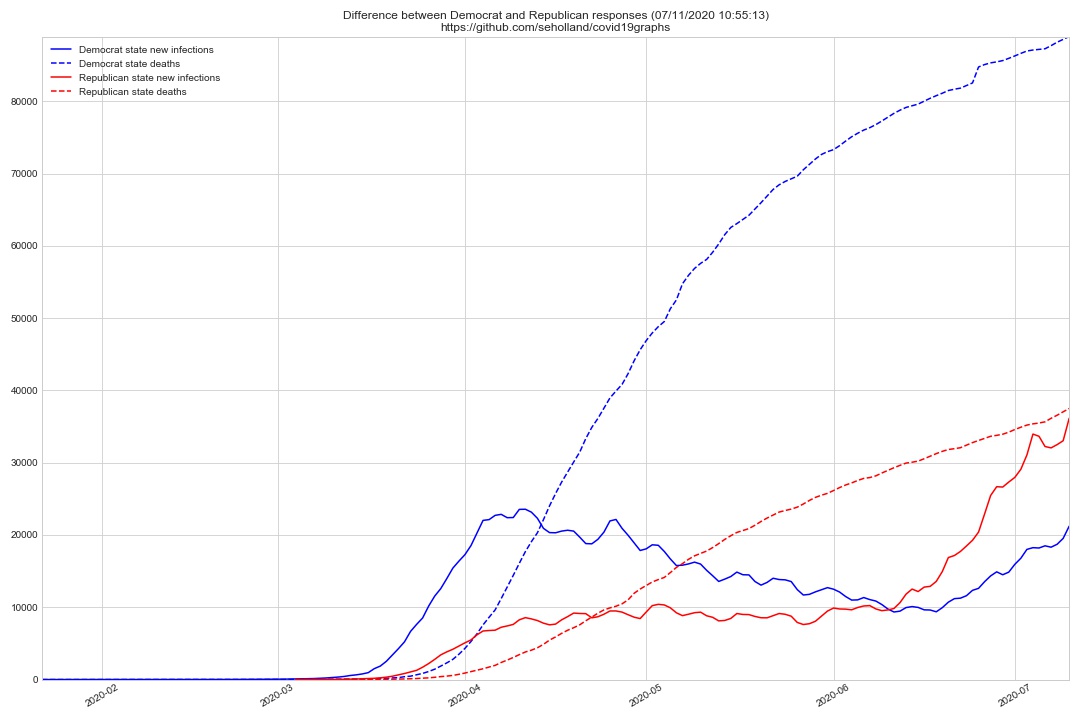 Difference between Democrat and Republican responses (07/11/2020 10:55:13)
https://github.com/seholland/covid19graphs
Democrat state new infections
Democrat state deaths
Republican state new infections
Republican state deaths
80000
70000
60000
50000
40000
30000
20000
10000
0
2020-02
2020-03
2020-04
2020-05
2020-06
2020-07